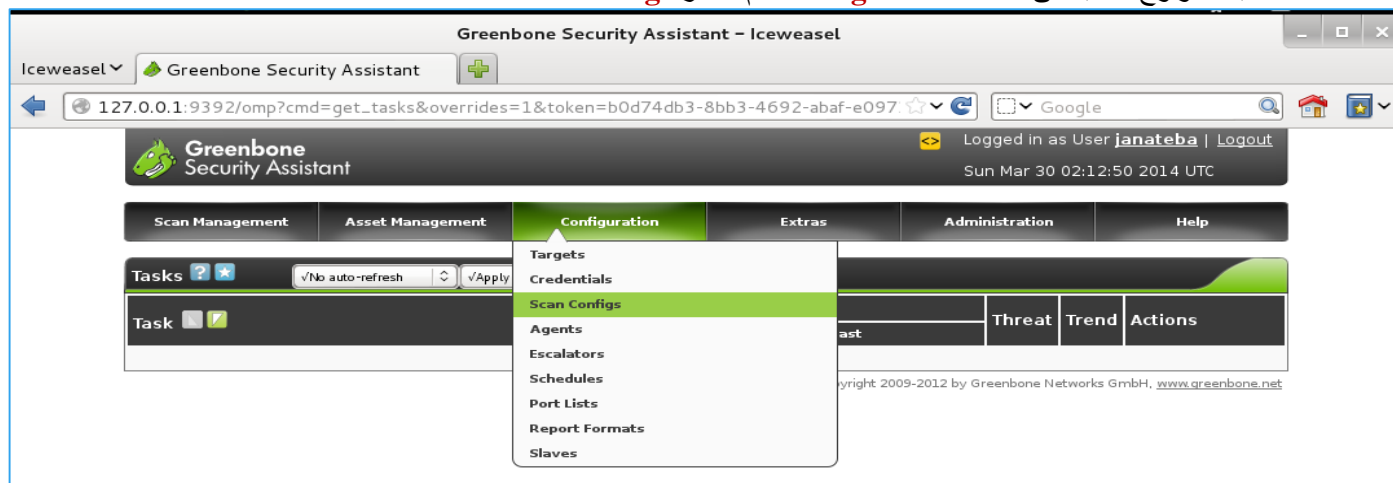 Greenbone Security Assistant - Iceweasel
Iceweasel
Greenbone Security Assistant
127.0.0.1:9392/omp?cmd=get_tasks&overrides=1&token=b0d74db3-8bb3-4692-abaf-e097
Google
Greenbone
Security Assistant
Logged in as User janateba | Logout
Sun Mar 30 02:12:50 2014 UTC
Scan Management
Asset Management
Configuration
Extras
Administration
Help
Targets
Credentials
Scan Configs
Agents
Escalators
Schedules
Port Lists
Report Formats
Slaves
Tasks
√No auto-refresh
√Apply
Task
ast
Threat
Trend
Actions
yright 2009-2012 by Greenbone Networks GmbH, www.greenbone.net